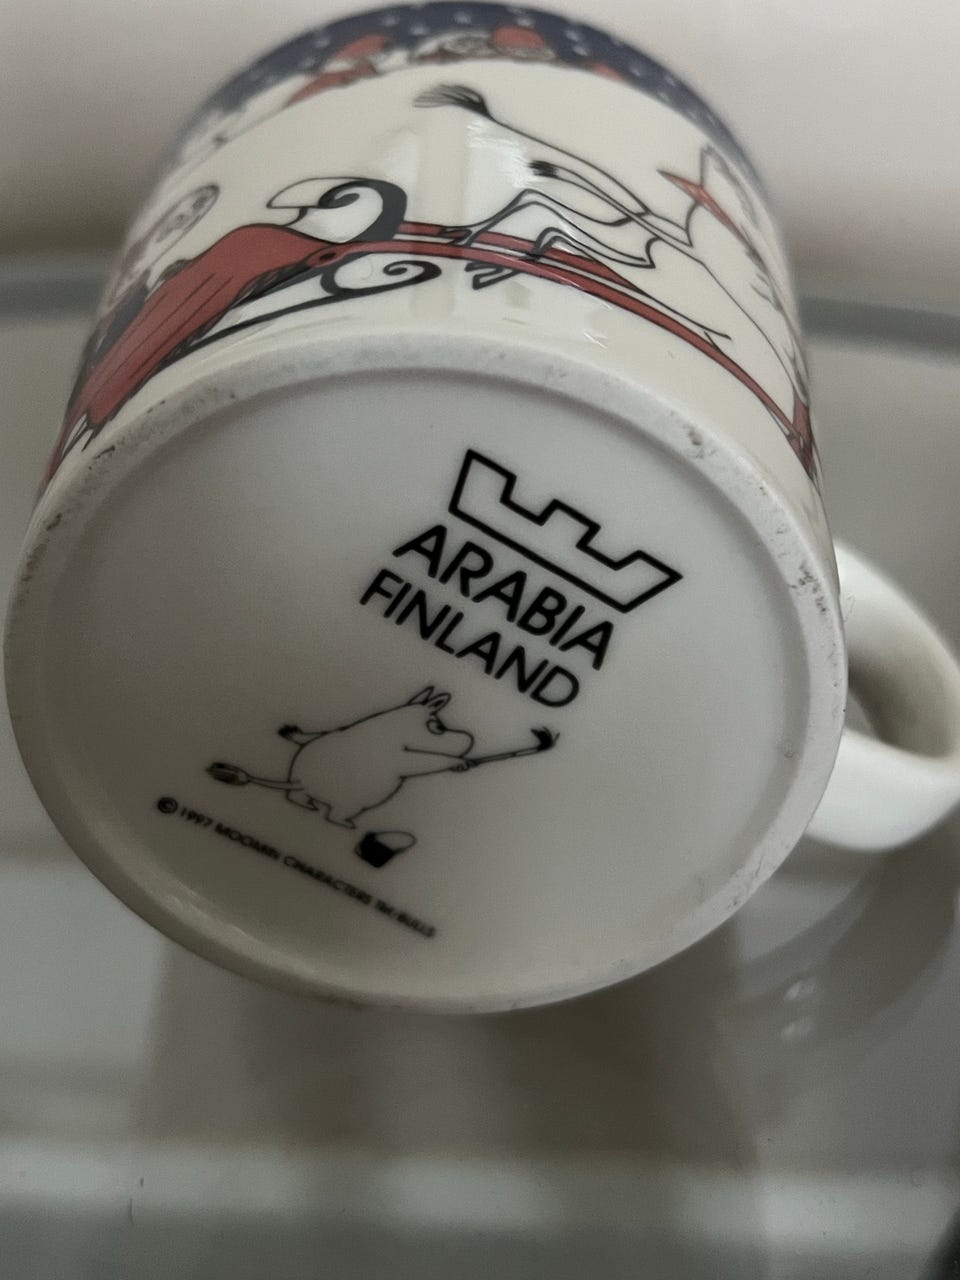 ARABIA
FINLAND
© 1997 MOOMIN CHARACTERS TM/BULLS